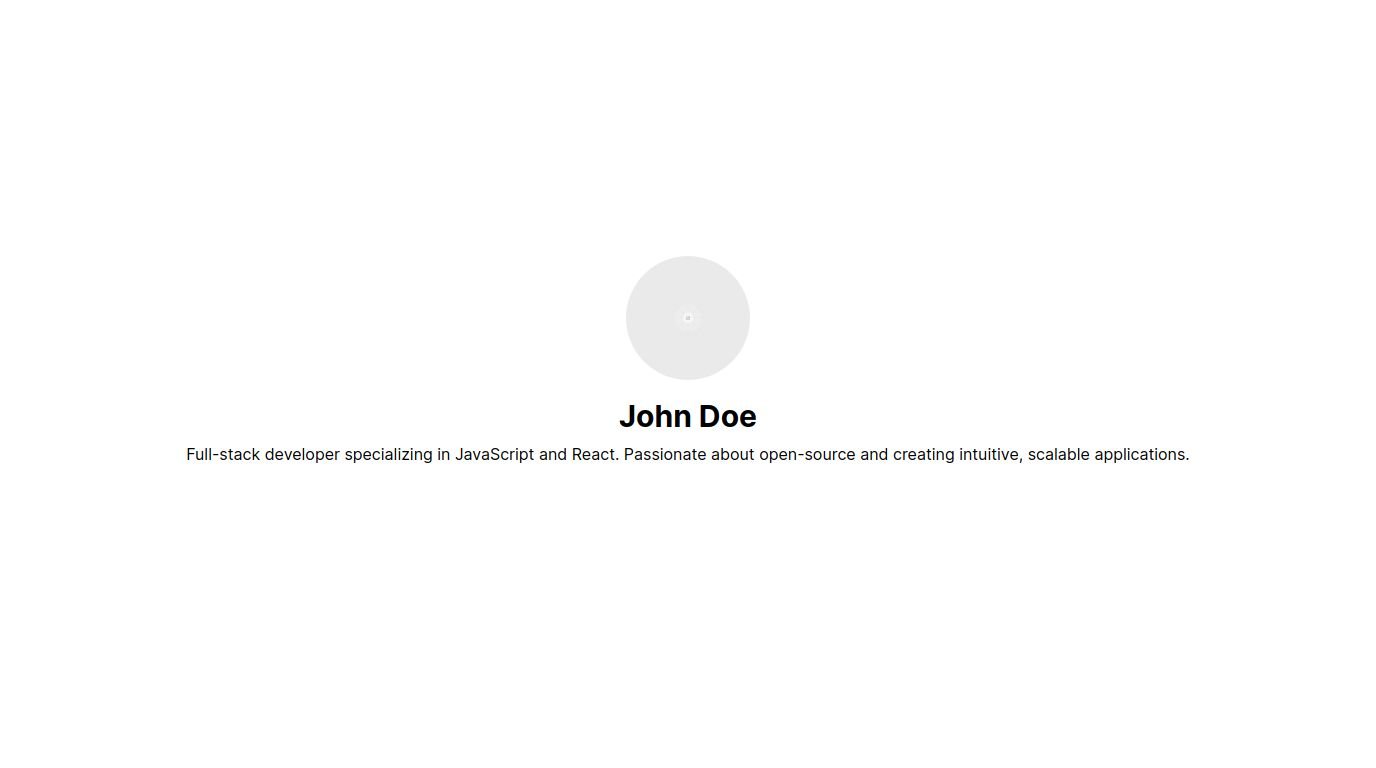 John Doe
Full-stack developer specializing in JavaScript and React. Passionate about open-source and creating intuitive, scalable applications.